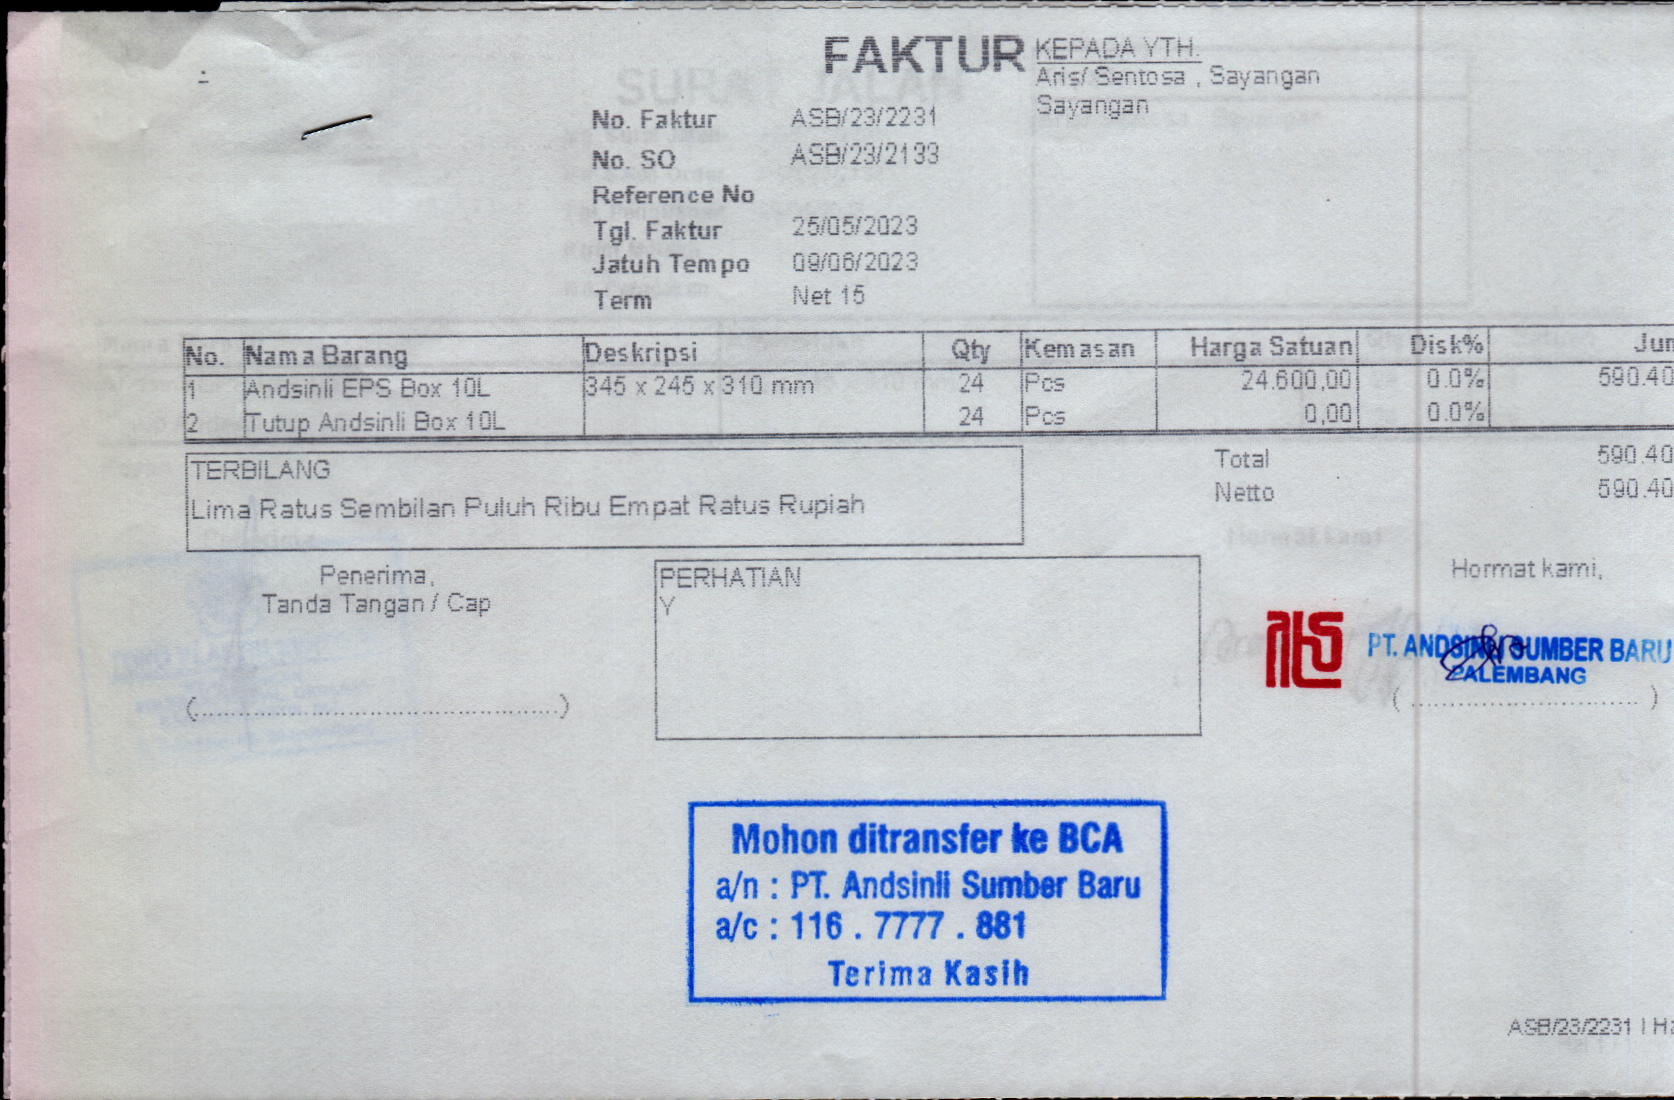 FAKTUR
KEPADA YTH.
Aris/ Sentosa , Sayangan
Sayangan
No. Faktur ASB/23/2231
No. SO ASB/23/2133
Reference No
Tgl. Faktur 25/05/2023
Jatuh Tempo 09/06/2023
Term Net 15
No. Nama Barang Deskripsi Qty Kemasan Harga Satuan Disk% Jum
1 Andsinli EPS Box 10L 345 x 245 x 310 mm 24 Pcs 24.600,00 0.0% 590.40
2 Tutup Andsinli Box 10L 24 Pcs 0,00 0.0%
TERBILANG
Lima Ratus Sembilan Puluh Ribu Empat Ratus Rupiah
Total 590.40
Netto 590.40
Penerima,
Tanda Tangan / Cap
(......................................................)
PERHATIAN
Y
Hormat kami,
PT. ANDSINLI SUMBER BARU
PALEMBANG
( .................................. )
Mohon ditransfer ke BCA
a/n : PT. Andsinli Sumber Baru
a/c : 116 . 7777 . 881
Terima Kasih
ASB/23/2231 | Ha